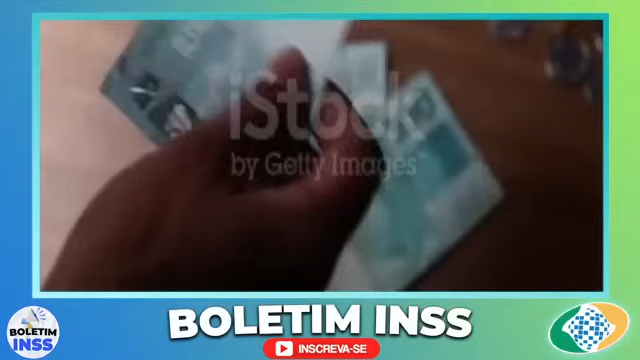 iStock
by Getty Images
BOLETIM
INSS
BOLETIM INSS
INSCREVA-SE